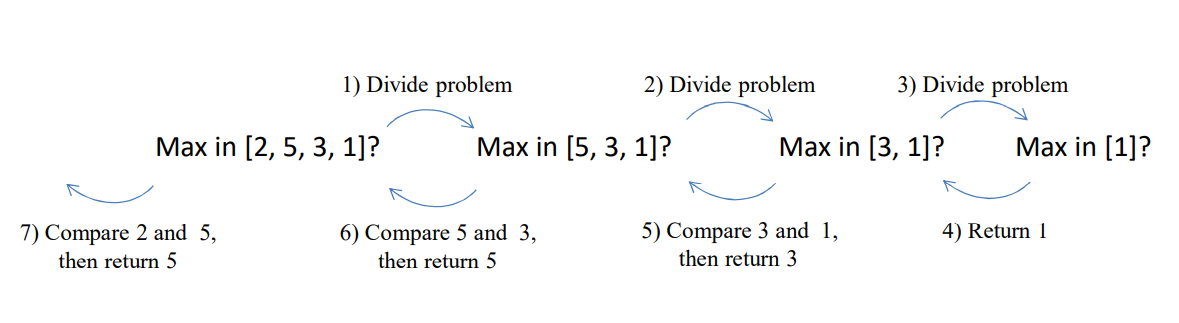 1) Divide problem
2) Divide problem
3) Divide problem
Max in [2, 5, 3, 1]?
Max in [5, 3, 1]?
Max in [3, 1]?
Max in [1]?
7) Compare 2 and 5,
then return 5
6) Compare 5 and 3,
then return 5
5) Compare 3 and 1,
then return 3
4) Return 1